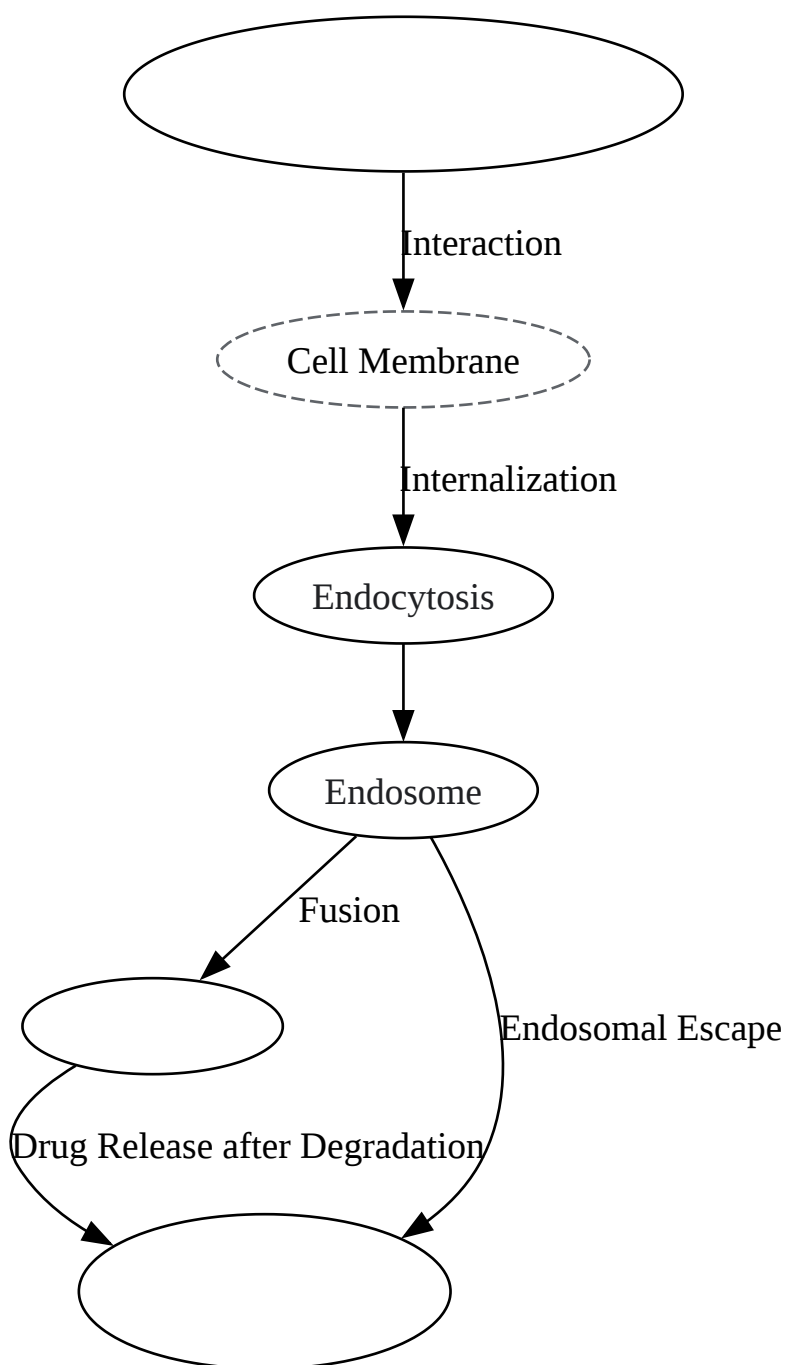 Interaction
Cell Membrane
Internalization
Endocytosis
Endosome
Fusion
Endosomal Escape
Drug Release after Degradation